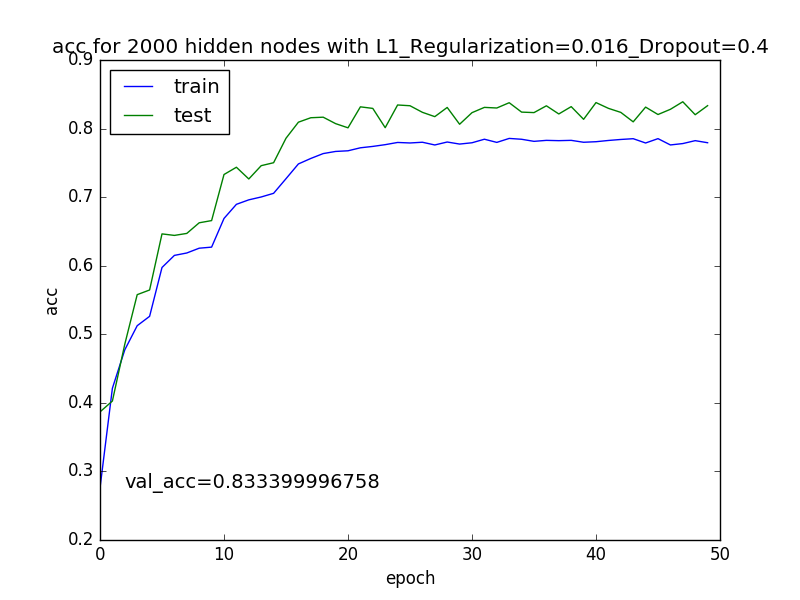 acc for 2000 hidden nodes with L1_Regularization=0.016_Dropout=0.4
0.9
train
test
0.8
0.7
0.6
0.5
acc
0.4
0.3
val_acc=0.833399996758
0.2
0 10 20 30 40 50
epoch